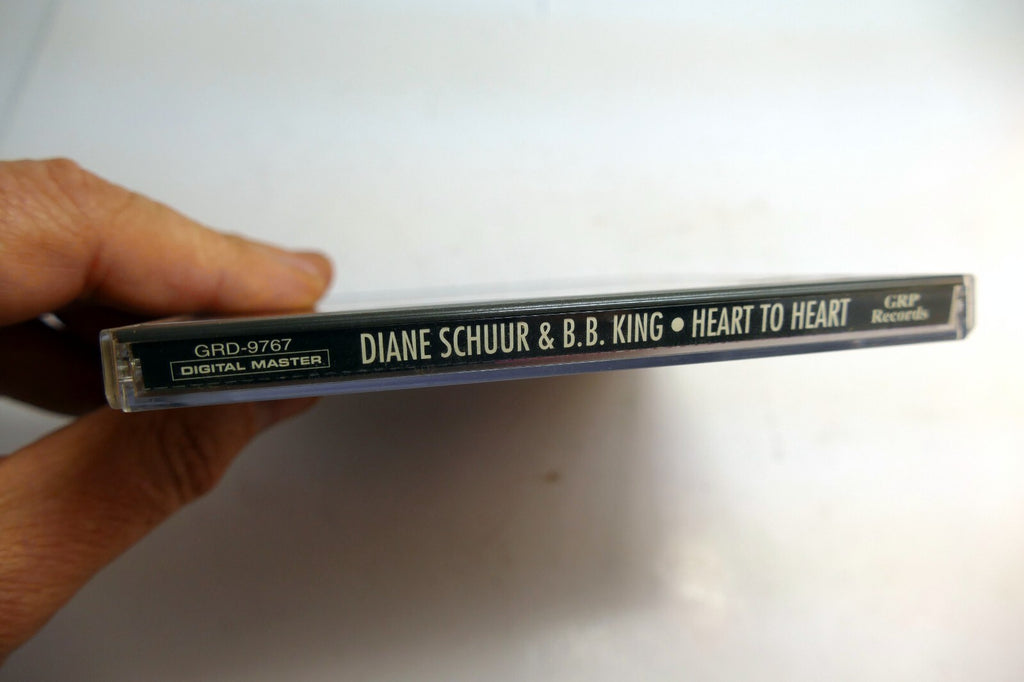 GRD-9767
DIGITAL MASTER
DIANE SCHUUR & B.B. KING • HEART TO HEART
GRP
Records